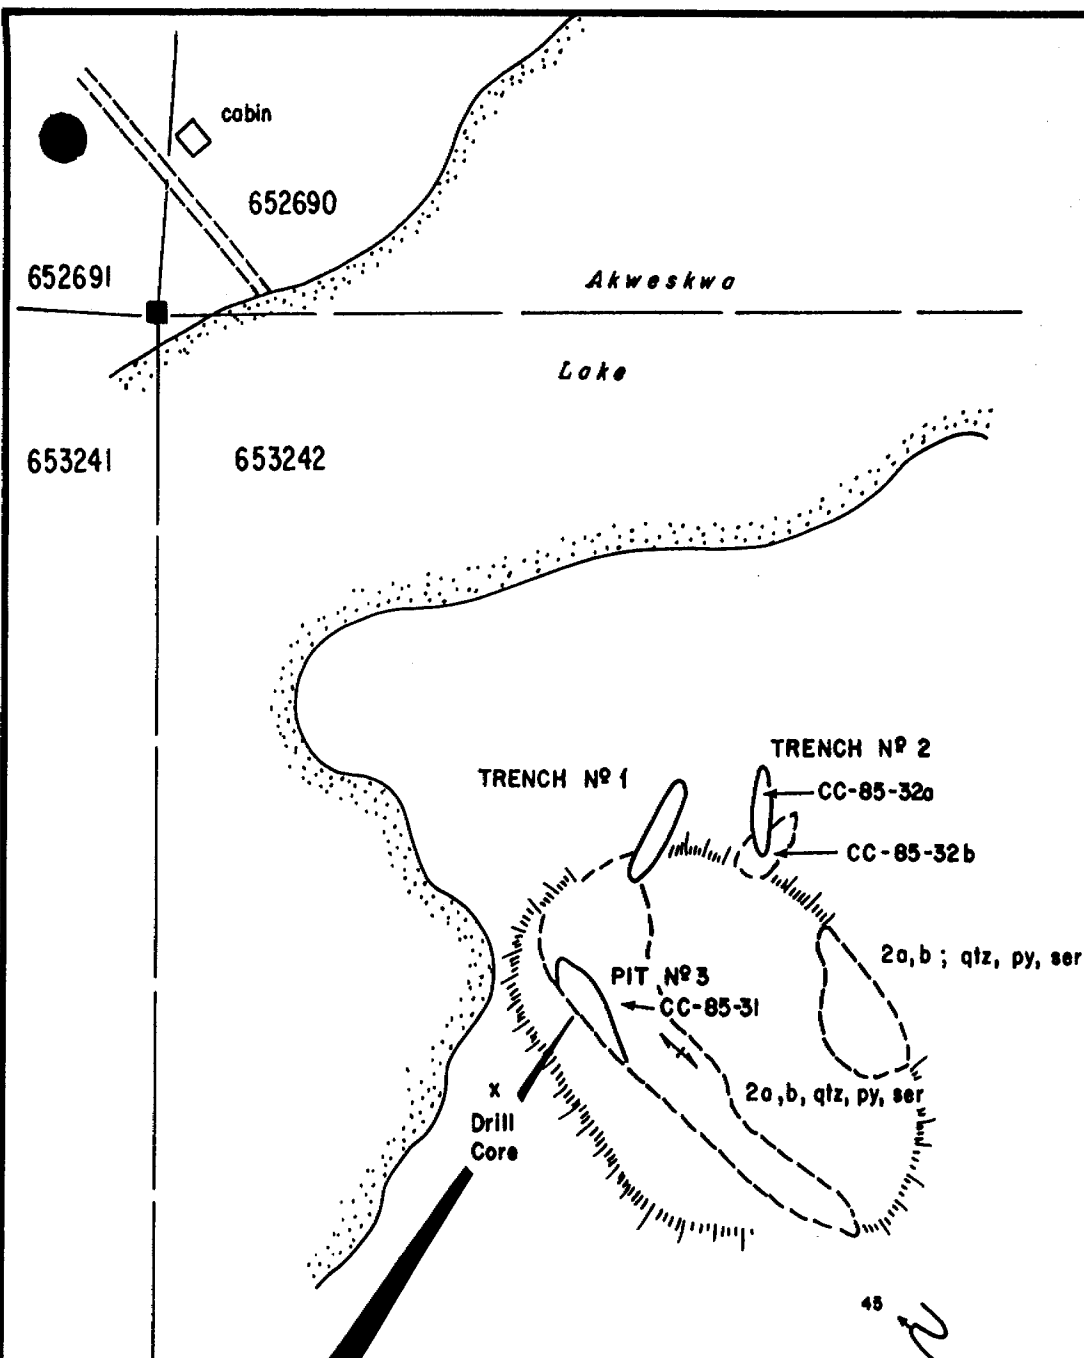 cabin
652690
652691
Akweskwa
Lake
653241
653242
TRENCH Nº 2
TRENCH Nº 1
CC-85-32a
CC-85-32b
2a,b ; qtz, py, ser
PIT Nº 3
CC-85-31
x
2a,b, qtz, py, ser
Drill
Core
45